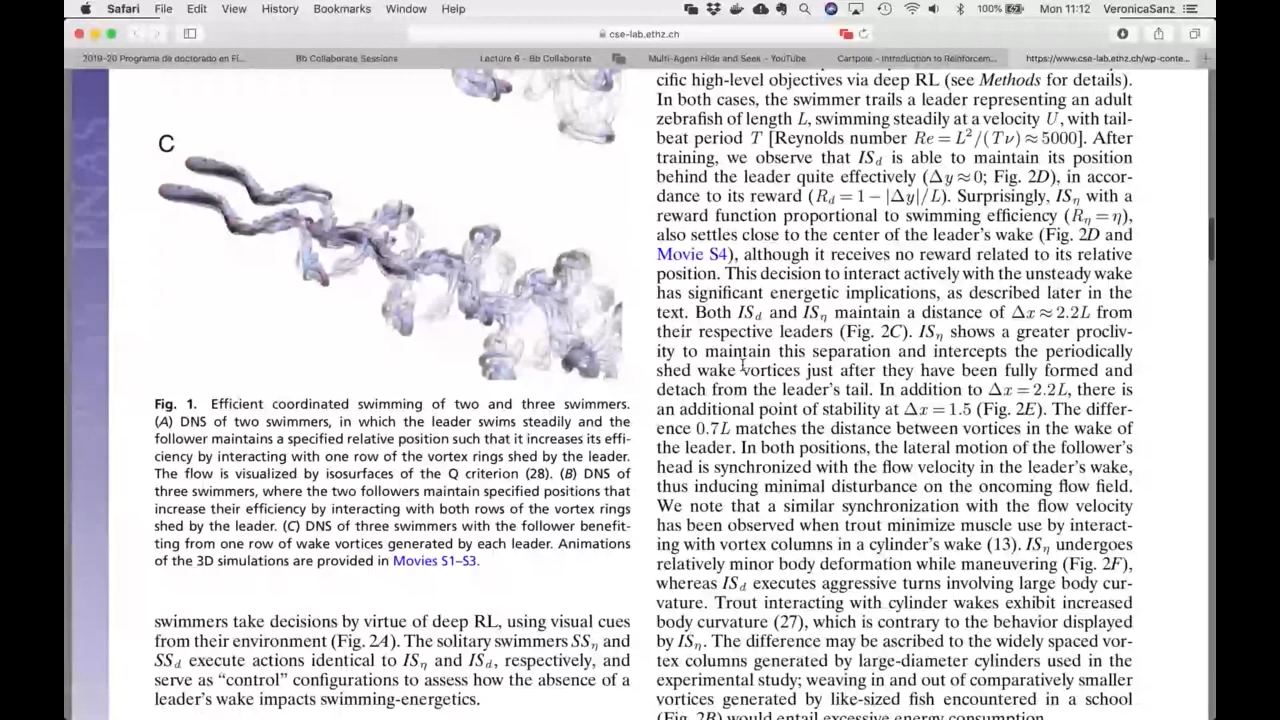 Safari File Edit View History Bookmarks Window Help 100% Mon 11:12 VeronicaSanz
cse-lab.ethz.ch
2019-20 Programa de doctorado en Fí... Bb Collaborate Sessions Lecture 6 - Bb Collaborate Multi-Agent Hide and Seek - YouTube Cartpole - Introduction to Reinforcem... https://www.cse-lab.ethz.ch/wp-conte...
PNAS
C
Fig. 1. Efficient coordinated swimming of two and three swimmers.
(A) DNS of two swimmers, in which the leader swims steadily and the
follower maintains a specified relative position such that it increases its effi-
ciency by interacting with one row of the vortex rings shed by the leader.
The flow is visualized by isosurfaces of the Q criterion (28). (B) DNS of
three swimmers, where the two followers maintain specified positions that
increase their efficiency by interacting with both rows of the vortex rings
shed by the leader. (C) DNS of three swimmers with the follower benefit-
ting from one row of wake vortices generated by each leader. Animations
of the 3D simulations are provided in Movies S1–S3.
swimmers take decisions by virtue of deep RL, using visual cues
from their environment (Fig. 2A). The solitary swimmers SSη and
SSd execute actions identical to ISη and ISd, respectively, and
serve as “control” configurations to assess how the absence of a
leader’s wake impacts swimming-energetics.
cific high-level objectives via deep RL (see Methods for details).
In both cases, the swimmer trails a leader representing an adult
zebrafish of length L, swimming steadily at a velocity U, with tail-
beat period T [Reynolds number Re = L²/(Tν) ≈ 5000]. After
training, we observe that ISd is able to maintain its position
behind the leader quite effectively (Δy ≈ 0; Fig. 2D), in accor-
dance to its reward (Rd = 1 − |Δy|/L). Surprisingly, ISη with a
reward function proportional to swimming efficiency (Rη = η),
also settles close to the center of the leader’s wake (Fig. 2D and
Movie S4), although it receives no reward related to its relative
position. This decision to interact actively with the unsteady wake
has significant energetic implications, as described later in the
text. Both ISd and ISη maintain a distance of Δx ≈ 2.2L from
their respective leaders (Fig. 2C). ISη shows a greater procliv-
ity to maintain this separation and intercepts the periodically
shed wake vortices just after they have been fully formed and
detach from the leader’s tail. In addition to Δx = 2.2L, there is
an additional point of stability at Δx = 1.5 (Fig. 2E). The differ-
ence 0.7L matches the distance between vortices in the wake of
the leader. In both positions, the lateral motion of the follower’s
head is synchronized with the flow velocity in the leader’s wake,
thus inducing minimal disturbance on the oncoming flow field.
We note that a similar synchronization with the flow velocity
has been observed when trout minimize muscle use by interact-
ing with vortex columns in a cylinder’s wake (13). ISη undergoes
relatively minor body deformation while maneuvering (Fig. 2F),
whereas ISd executes aggressive turns involving large body cur-
vature. Trout interacting with cylinder wakes exhibit increased
body curvature (27), which is contrary to the behavior displayed
by ISη. The difference may be ascribed to the widely spaced vor-
tex columns generated by large-diameter cylinders used in the
experimental study; weaving in and out of comparatively smaller
vortices generated by like-sized fish encountered in a school
(Fig. 2B) would entail excessive energy consumption